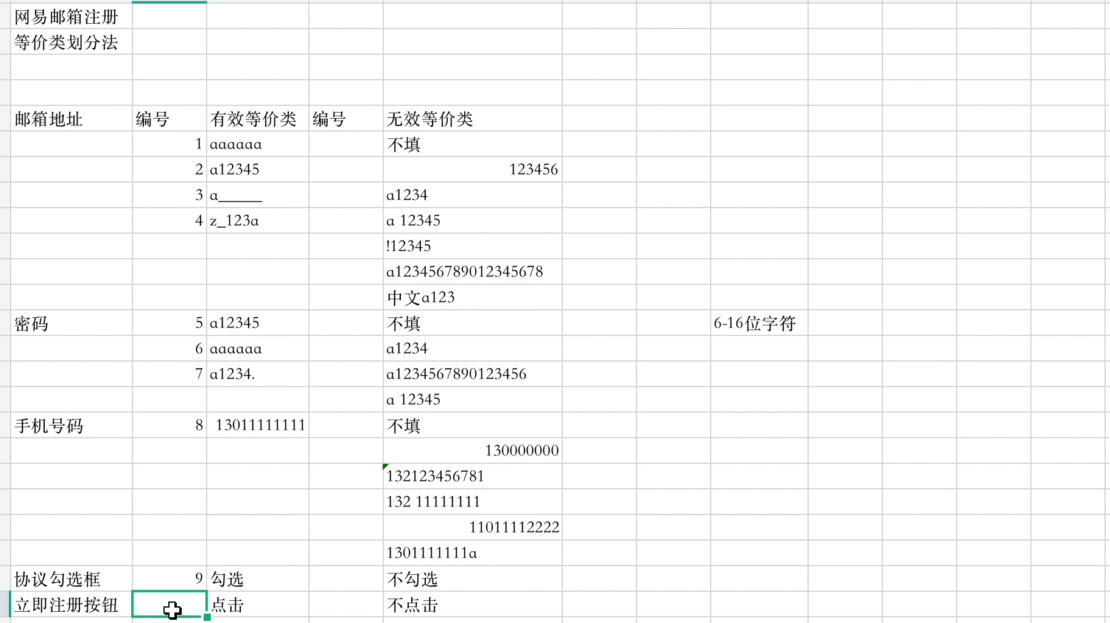 网易邮箱注册
等价类划分法
邮箱地址 编号 有效等价类 编号 无效等价类
1 aaaaaa 不填
2 a12345 123456
3 a_____ a1234
4 z_123a a 12345
!12345
a123456789012345678
中文a123
密码 5 a12345 不填 6-16位字符
6 aaaaaa a1234
7 a1234. a1234567890123456
a 12345
手机号码 8 13011111111 不填
130000000
132123456781
132 11111111
11011112222
1301111111a
协议勾选框 9 勾选 不勾选
立即注册按钮 点击 不点击